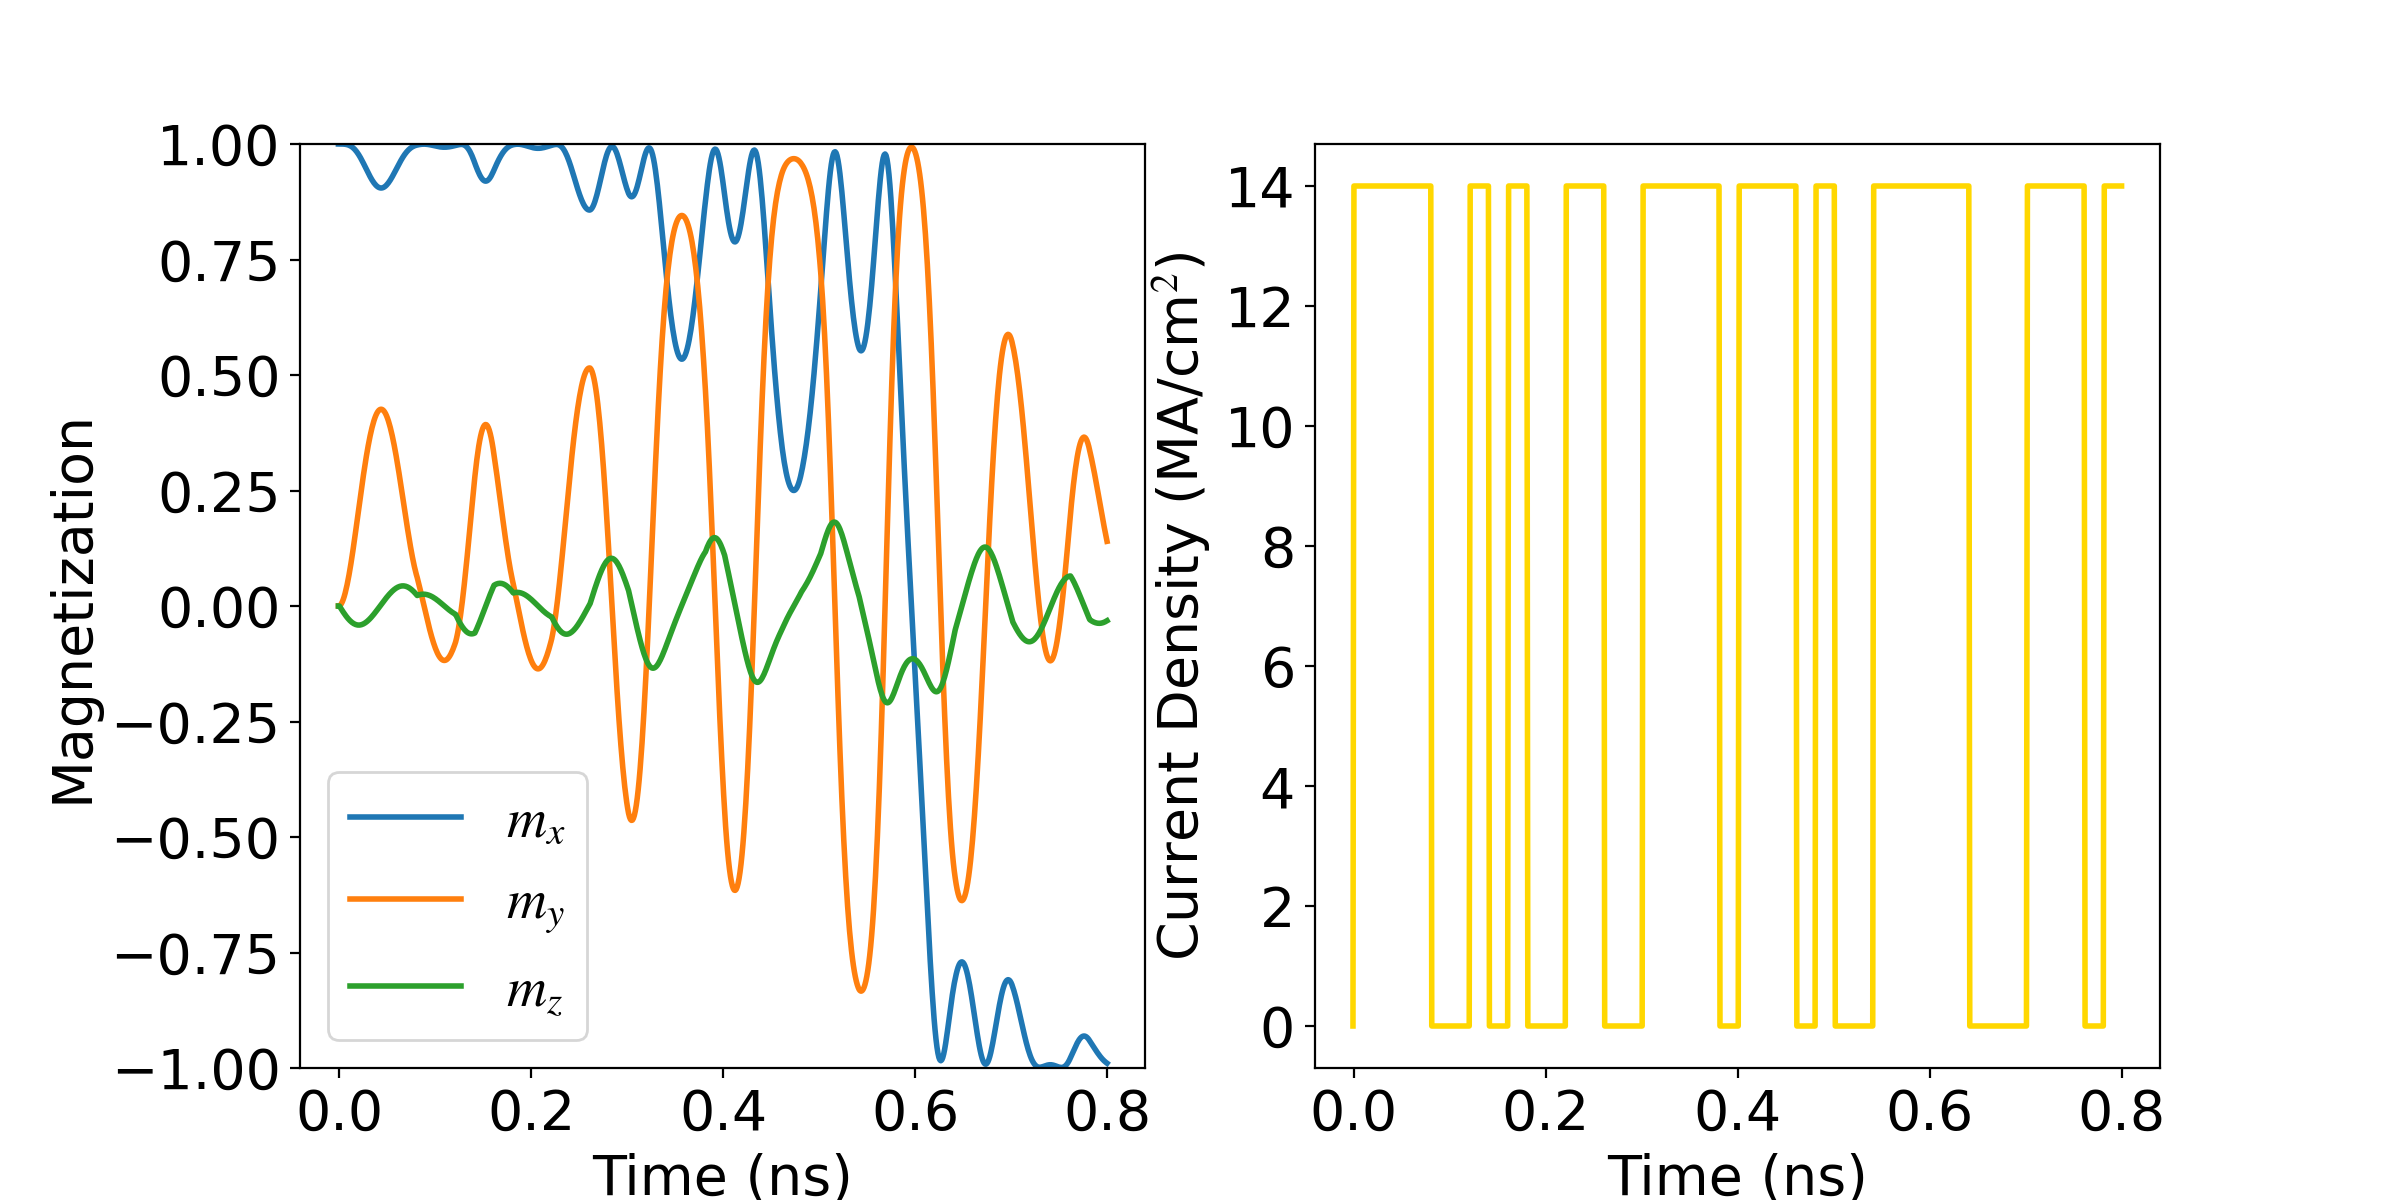 Magnetization
1.00
0.75
0.50
0.25
0.00
−0.25
−0.50
−0.75
−1.00
m_x
m_y
m_z
0.0 0.2 0.4 0.6 0.8
Time (ns)
Current Density (MA/cm²)
14
12
10
8
6
4
2
0
0.0 0.2 0.4 0.6 0.8
Time (ns)